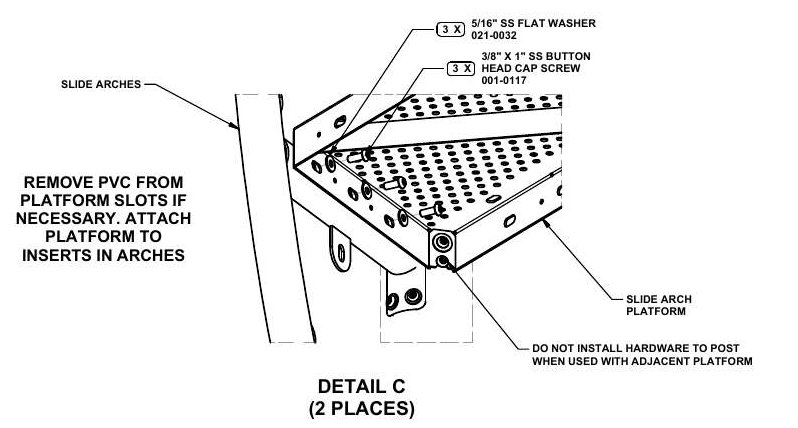 3 X
5/16" SS FLAT WASHER
021-0032
3 X
3/8" X 1" SS BUTTON
HEAD CAP SCREW
001-0117
SLIDE ARCHES
REMOVE PVC FROM
PLATFORM SLOTS IF
NECESSARY. ATTACH
PLATFORM TO
INSERTS IN ARCHES
SLIDE ARCH
PLATFORM
DO NOT INSTALL HARDWARE TO POST
WHEN USED WITH ADJACENT PLATFORM
DETAIL C
(2 PLACES)